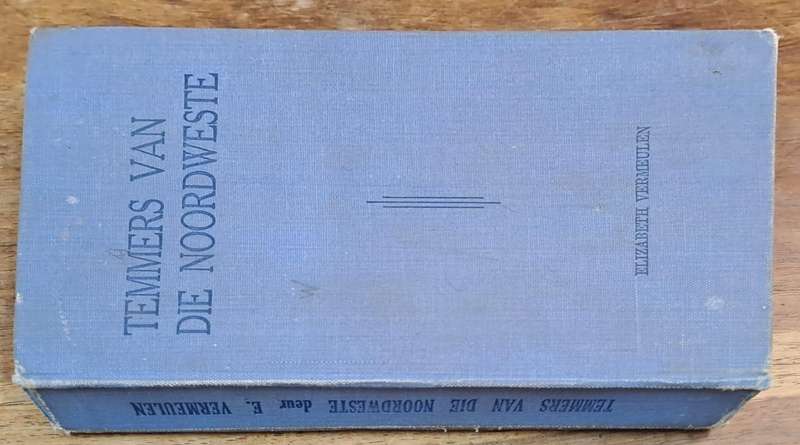 TEMMERS VAN
DIE NOORDWESTE
ELIZABETH VERMEULEN
TEMMERS VAN DIE NOORDWESTE deur E. VERMEULEN